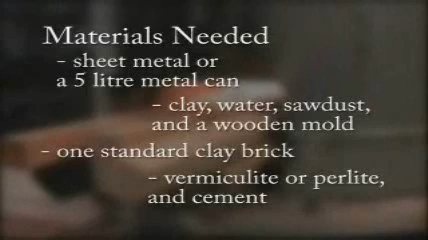 Materials Needed
- sheet metal or
a 5 litre metal can
- clay, water, sawdust,
and a wooden mold
- one standard clay brick
- vermiculite or perlite,
and cement